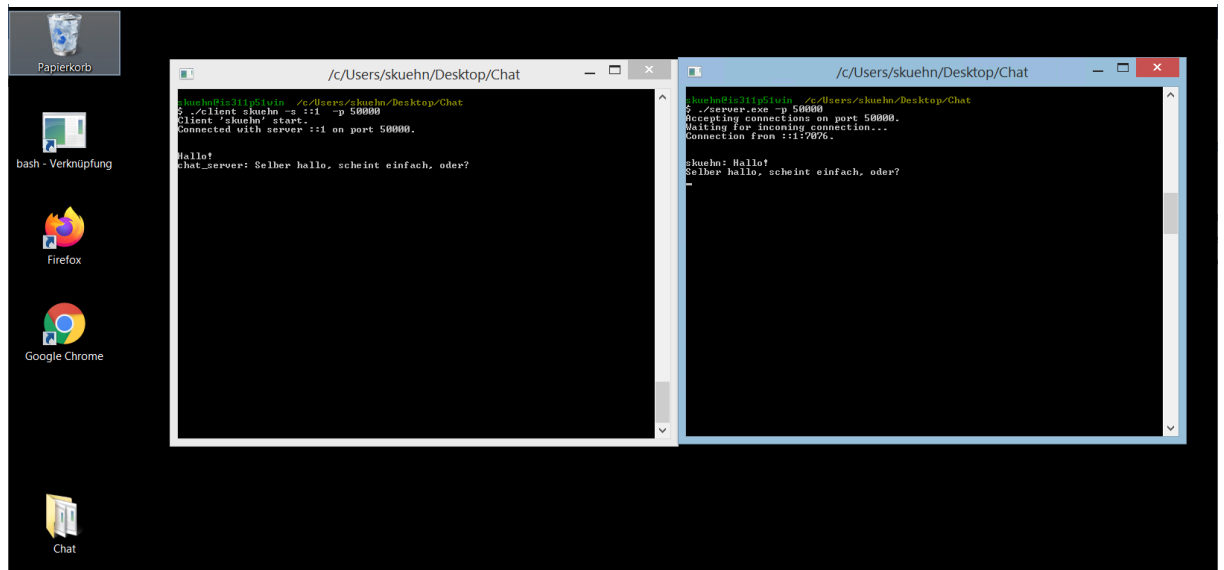 Papierkorb
bash - Verknüpfung
Firefox
Google Chrome
Chat
/c/Users/skuehn/Desktop/Chat
skuehn@is311p51win /c/Users/skuehn/Desktop/Chat
$ ./client skuehn -s ::1 -p 50000
Client 'skuehn' start.
Connected with server ::1 on port 50000.
Hallo!
chat_server: Selber hallo, scheint einfach, oder?
/c/Users/skuehn/Desktop/Chat
skuehn@is311p51win /c/Users/skuehn/Desktop/Chat
$ ./server.exe -p 50000
Accepting connections on port 50000.
Waiting for incoming connection...
Connection from ::1:7076.
skuehn: Hallo!
Selber hallo, scheint einfach, oder?